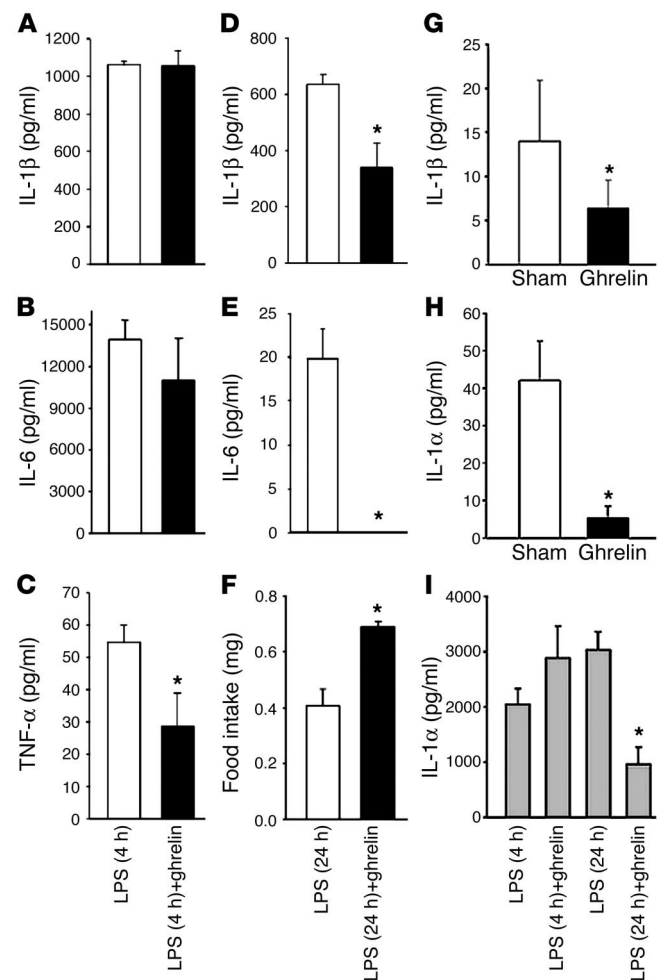 A
IL-1β (pg/ml)
1200
1000
800
600
400
200
0
D
IL-1β (pg/ml)
800
600
400
200
0
*
G
IL-1β (pg/ml)
25
20
15
10
5
0
*
Sham Ghrelin
B
IL-6 (pg/ml)
15000
12000
9000
6000
3000
0
E
IL-6 (pg/ml)
25
20
15
10
5
0
*
H
IL-1α (pg/ml)
60
50
40
30
20
10
0
*
Sham Ghrelin
C
TNF-α (pg/ml)
70
60
50
40
30
20
10
0
*
LPS (4 h)
LPS (4 h)+ghrelin
F
Food intake (mg)
0.8
0.6
0.4
0.2
0.0
*
LPS (24 h)
LPS (24 h)+ghrelin
I
IL-1α (pg/ml)
4000
3000
2000
1000
0
*
LPS (4 h)
LPS (4 h)+ghrelin
LPS (24 h)
LPS (24 h)+ghrelin